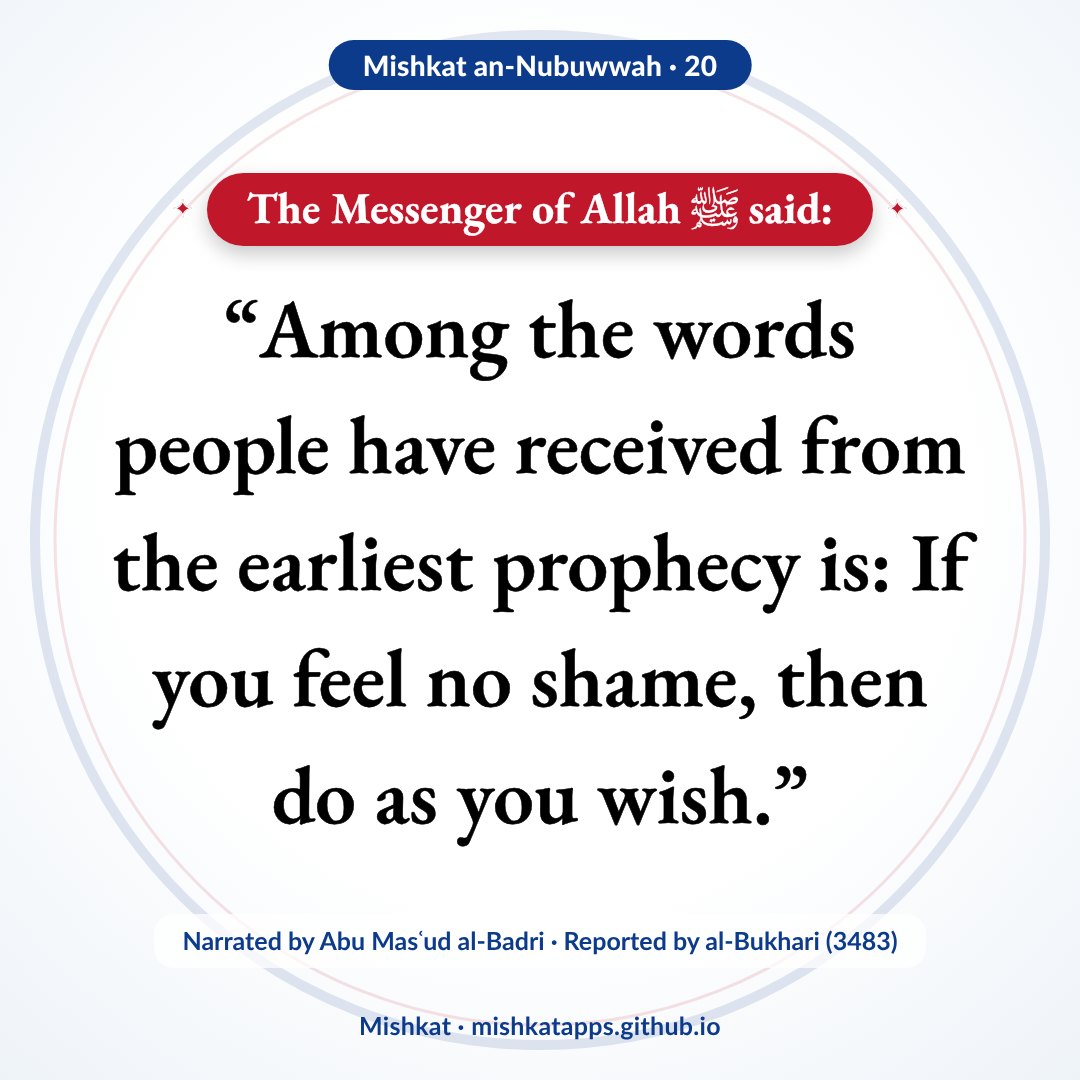 Mishkat an-Nubuwwah · 20
The Messenger of Allah ﷺ said:
“Among the words
people have received from
the earliest prophecy is: If
you feel no shame, then
do as you wish.”
Narrated by Abu Masʿud al-Badri · Reported by al-Bukhari (3483)
Mishkat · mishkatapps.github.io